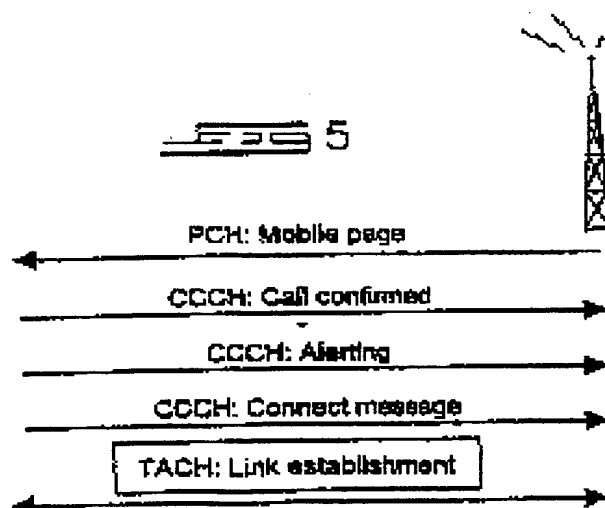 5
PCH: Mobile page
CCCH: Call confirmed
CCCH: Alerting
CCCH: Connect message
TACH: Link establishment